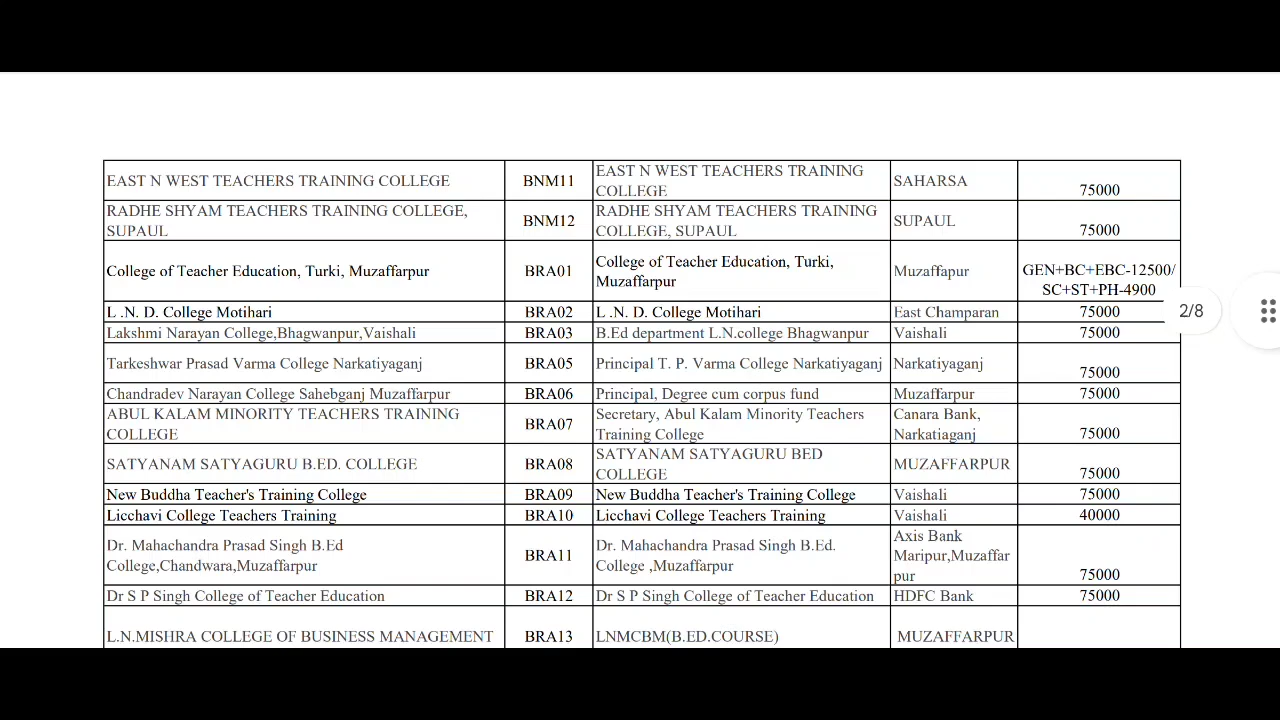 EAST N WEST TEACHERS TRAINING COLLEGE BNM11 EAST N WEST TEACHERS TRAINING COLLEGE SAHARSA 75000
RADHE SHYAM TEACHERS TRAINING COLLEGE, SUPAUL BNM12 RADHE SHYAM TEACHERS TRAINING COLLEGE, SUPAUL SUPAUL 75000
College of Teacher Education, Turki, Muzaffarpur BRA01 College of Teacher Education, Turki, Muzaffarpur Muzaffapur GEN+BC+EBC-12500/ SC+ST+PH-4900
L .N. D. College Motihari BRA02 L .N. D. College Motihari East Champaran 75000
2/8
Lakshmi Narayan College,Bhagwanpur,Vaishali BRA03 B.Ed department L.N.college Bhagwanpur Vaishali 75000
Tarkeshwar Prasad Varma College Narkatiyaganj BRA05 Principal T. P. Varma College Narkatiyaganj Narkatiyaganj 75000
Chandradev Narayan College Sahebganj Muzaffarpur BRA06 Principal, Degree cum corpus fund Muzaffarpur 75000
ABUL KALAM MINORITY TEACHERS TRAINING COLLEGE BRA07 Secretary, Abul Kalam Minority Teachers Training College Canara Bank, Narkatiaganj 75000
SATYANAM SATYAGURU B.ED. COLLEGE BRA08 SATYANAM SATYAGURU BED COLLEGE MUZAFFARPUR 75000
New Buddha Teacher's Training College BRA09 New Buddha Teacher's Training College Vaishali 75000
Licchavi College Teachers Training BRA10 Licchavi College Teachers Training Vaishali 40000
Dr. Mahachandra Prasad Singh B.Ed College,Chandwara,Muzaffarpur BRA11 Dr. Mahachandra Prasad Singh B.Ed. College ,Muzaffarpur Axis Bank Maripur,Muzaffar pur 75000
Dr S P Singh College of Teacher Education BRA12 Dr S P Singh College of Teacher Education HDFC Bank 75000
L.N.MISHRA COLLEGE OF BUSINESS MANAGEMENT BRA13 LNMCBM(B.ED.COURSE) MUZAFFARPUR